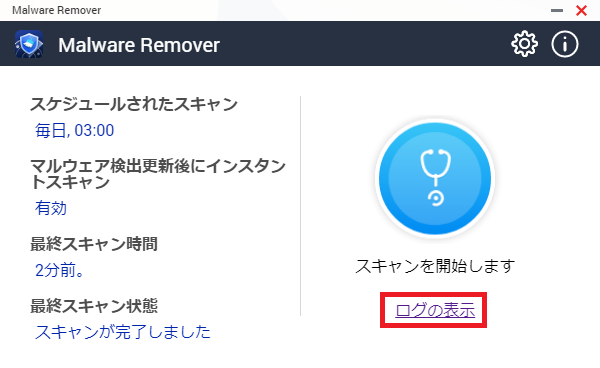 Malware Remover
Malware Remover
スケジュールされたスキャン
毎日, 03:00
マルウェア検出更新後にインスタン
トスキャン
有効
最終スキャン時間
2分前。
最終スキャン状態
スキャンが完了しました
スキャンを開始します
ログの表示